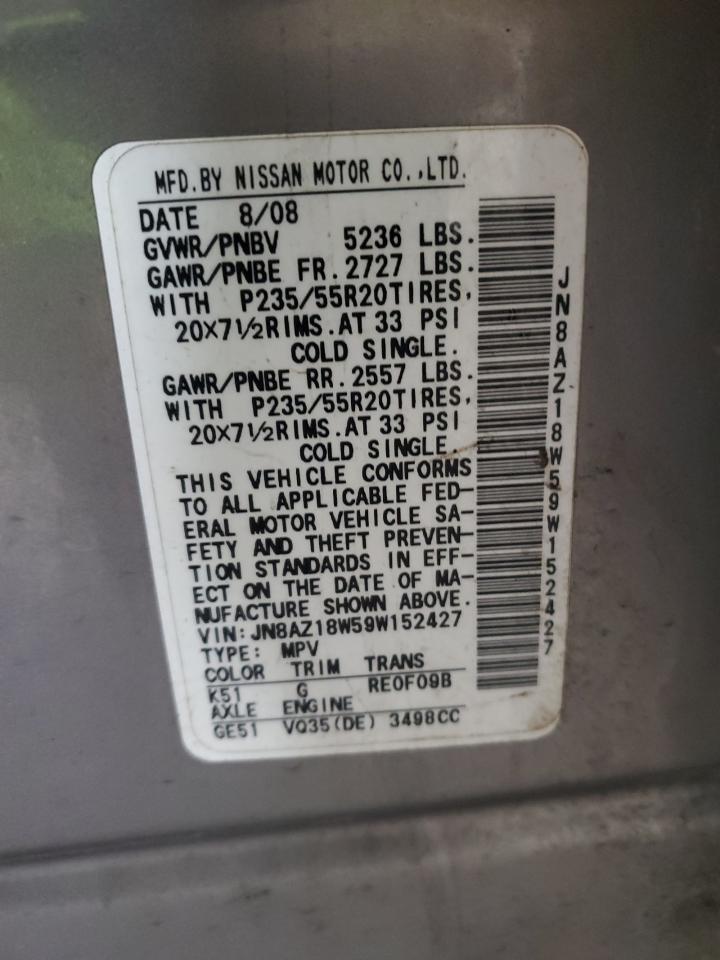 MFD.BY NISSAN MOTOR CO.,LTD.
DATE 8/08
GVWR/PNBV 5236 LBS.
GAWR/PNBE FR.2727 LBS.
WITH P235/55R20TIRES,
20X7½RIMS.AT 33 PSI
COLD SINGLE.
GAWR/PNBE RR.2557 LBS.
WITH P235/55R20TIRES,
20X7½RIMS.AT 33 PSI
COLD SINGLE
THIS VEHICLE CONFORMS
TO ALL APPLICABLE FED-
ERAL MOTOR VEHICLE SA-
FETY AND THEFT PREVEN-
TION STANDARDS IN EFF-
ECT ON THE DATE OF MA-
NUFACTURE SHOWN ABOVE.
VIN:JN8AZ18W59W152427
TYPE: MPV
COLOR TRIM TRANS
K51 G RE0F09B
AXLE ENGINE
GE51 VQ35(DE) 3498CC
JN8AZ18W59W152427